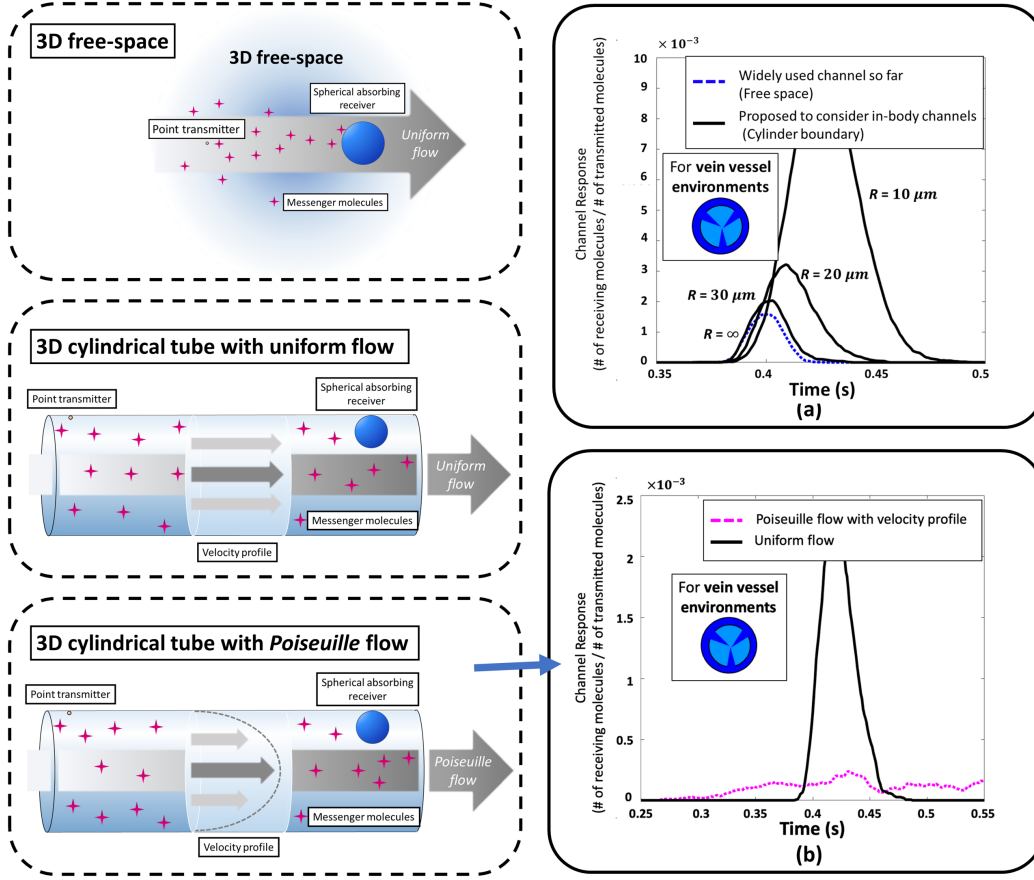 3D free-space
3D free-space
Spherical absorbing
receiver
Point transmitter
Uniform
flow
Messenger molecules
3D cylindrical tube with uniform flow
Point transmitter
Spherical absorbing
receiver
Uniform
flow
Messenger molecules
Velocity profile
3D cylindrical tube with Poiseuille flow
Point transmitter
Spherical absorbing
receiver
Poiseuille
flow
Messenger molecules
Velocity profile
× 10⁻³
Channel Response
(# of receiving molecules / # of transmitted molecules)
10
9
8
7
6
5
4
3
2
1
0
Widely used channel so far
(Free space)
Proposed to consider in-body channels
(Cylinder boundary)
For vein vessel
environments
R = 10 μm
R = 20 μm
R = 30 μm
R = ∞
0.35
0.4
0.45
0.5
Time (s)
(a)
×10⁻³
Channel Response
(# of receiving molecules / # of transmitted molecules)
2.5
2
1.5
1
0.5
0
Poiseuille flow with velocity profile
Uniform flow
For vein vessel
environments
0.25
0.3
0.35
0.4
0.45
0.5
0.55
Time (s)
(b)